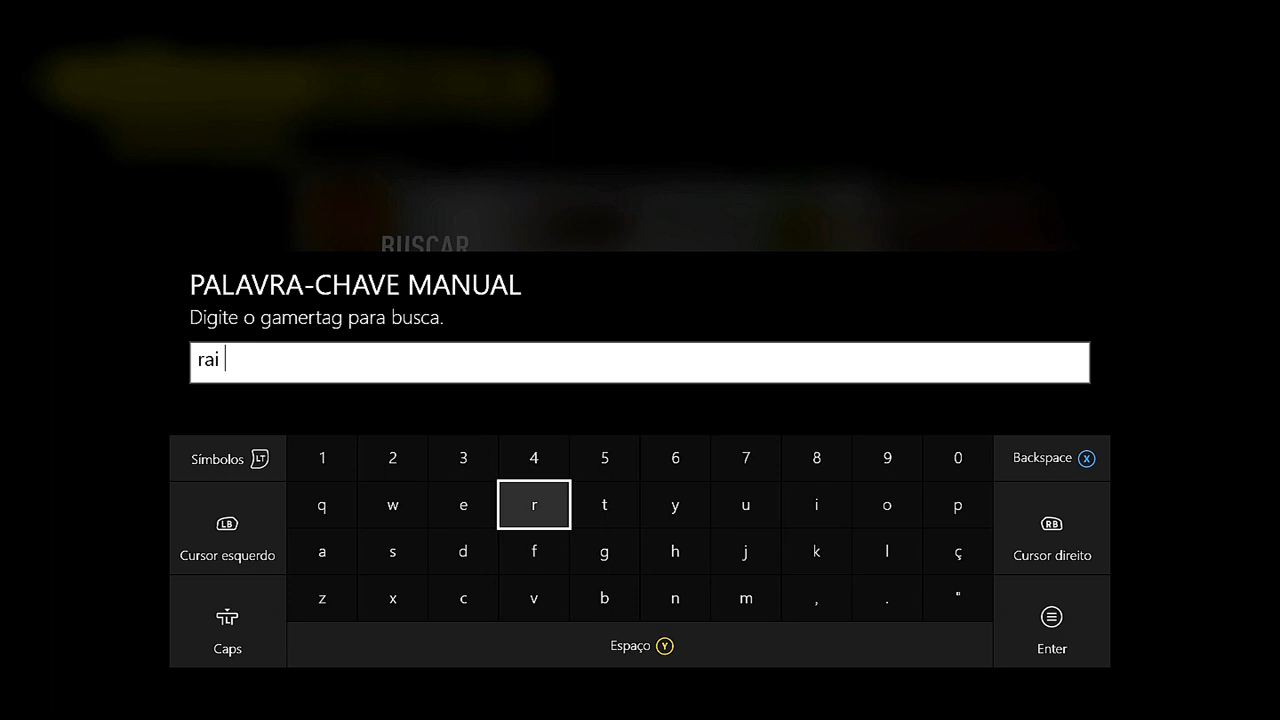 BUSCAR
PALAVRA-CHAVE MANUAL
Digite o gamertag para busca.
rai
Símbolos LT 1 2 3 4 5 6 7 8 9 0 Backspace X
q w e r t y u i o p
LB RB
Cursor esquerdo a s d f g h j k l ç Cursor direito
z x c v b n m , . "
LT
Caps Espaço Y Enter